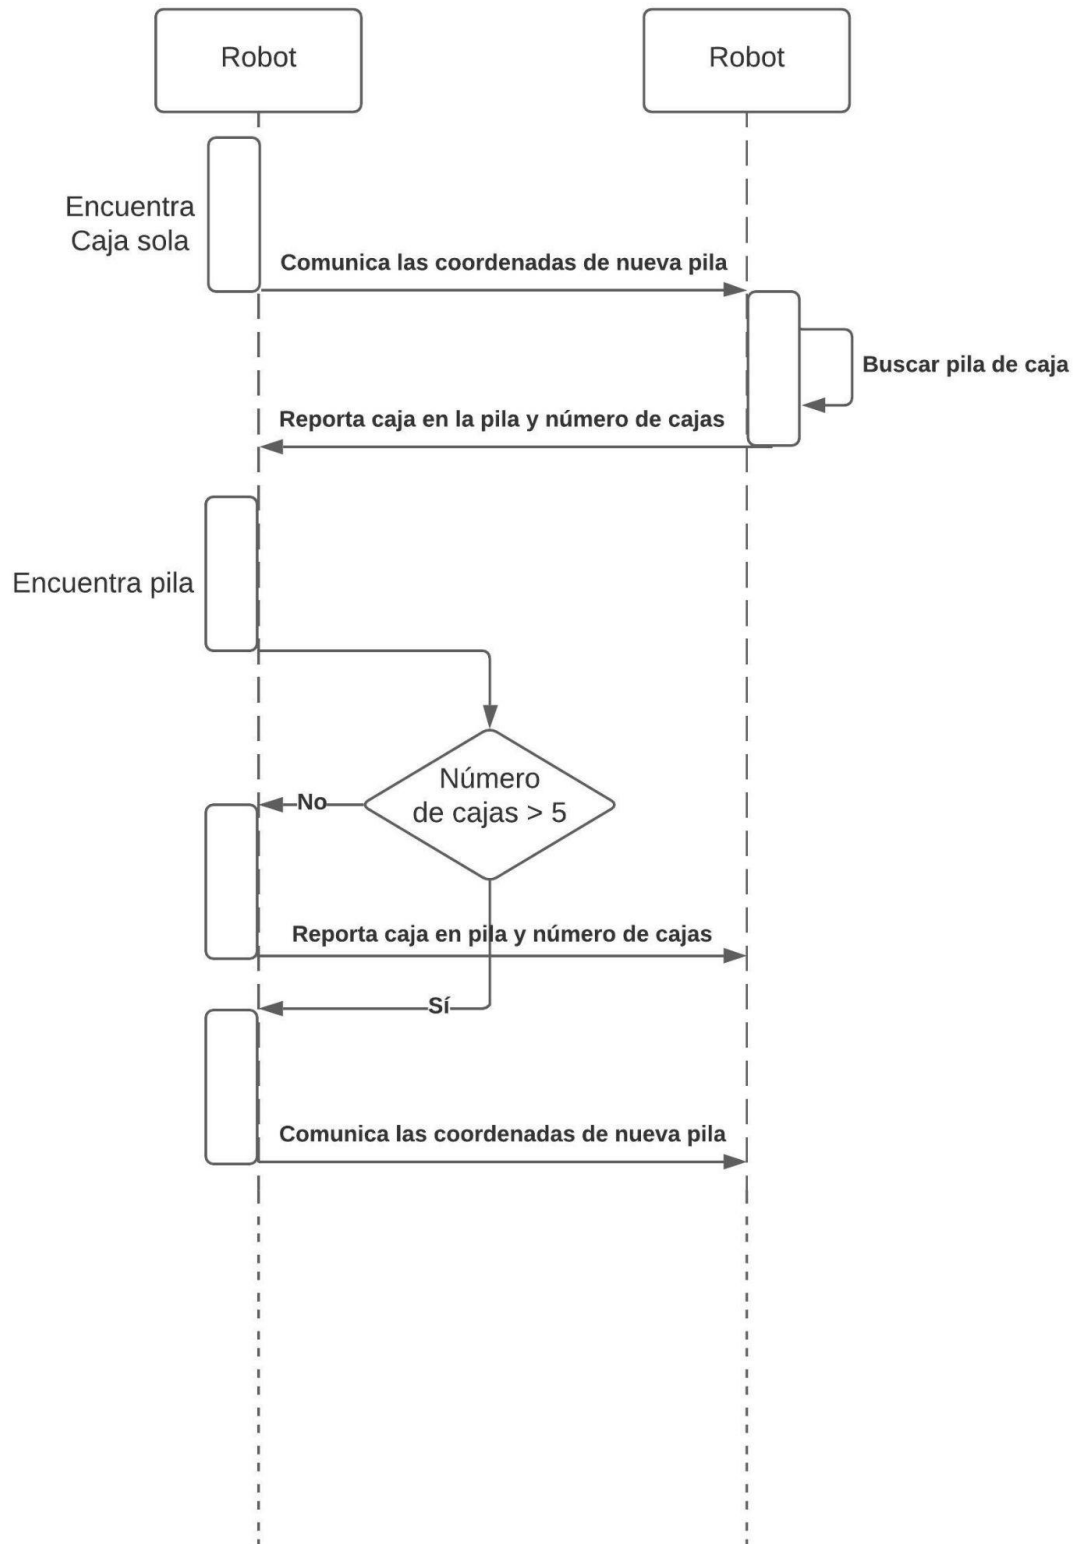 Robot
Robot
Encuentra
Caja sola
Comunica las coordenadas de nueva pila
Buscar pila de caja
Reporta caja en la pila y número de cajas
Encuentra pila
Número
de cajas > 5
No
Reporta caja en pila y número de cajas
Sí
Comunica las coordenadas de nueva pila